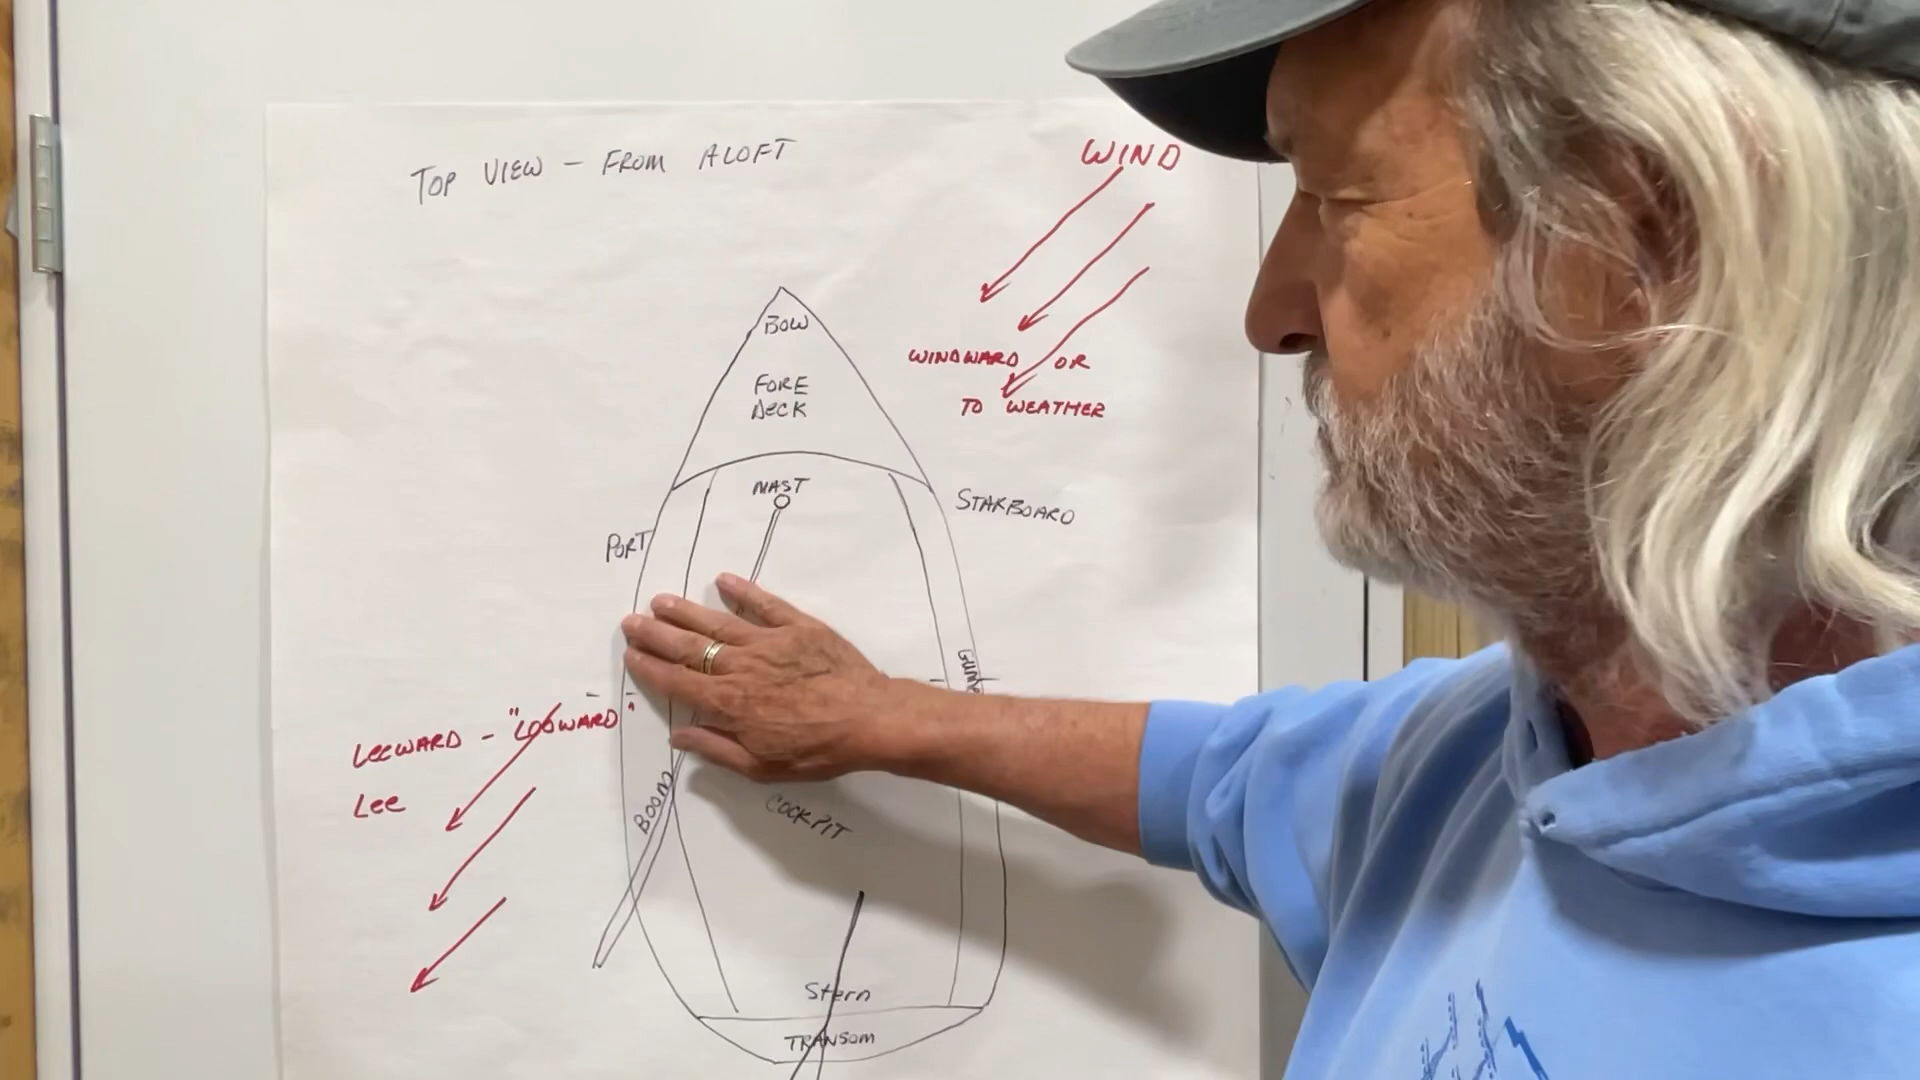 TOP VIEW - FROM ALOFT
WIND
BOW
WINDWARD OR
TO WEATHER
FORE
DECK
MAST
STARBOARD
PORT
LEEWARD - "LOOWARD"
Lee
BOOM
COCKPIT
Stern
TRANSOM